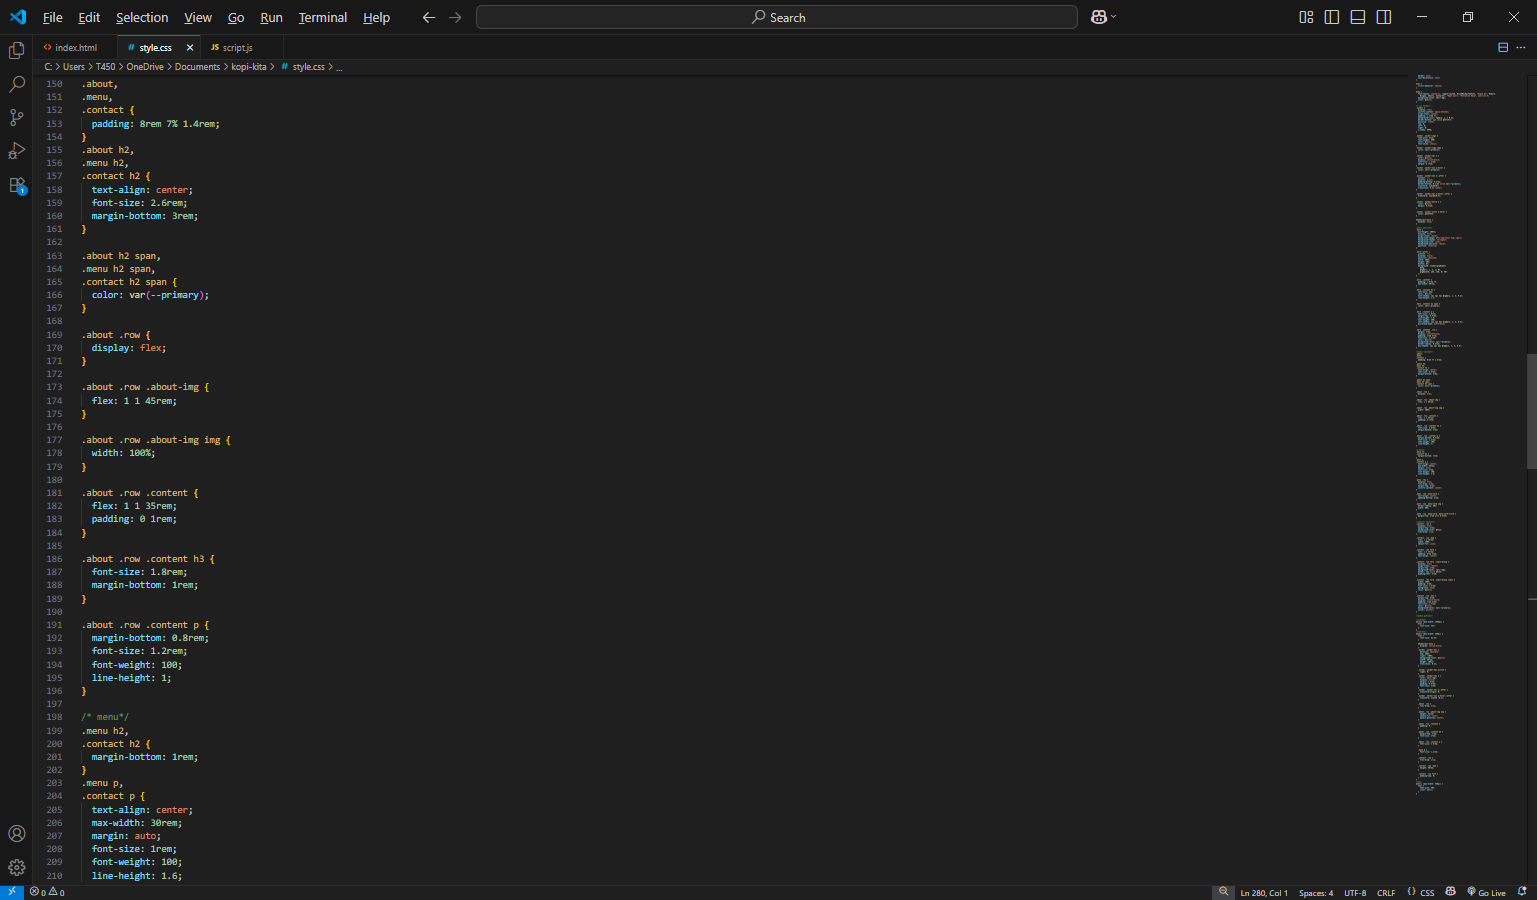 File Edit Selection View Go Run Terminal Help
Search
index.html
# style.css
JS script.js
C: > Users > T450 > OneDrive > Documents > kopi-kita > # style.css > ...
150 .about,
151 .menu,
152 .contact {
153 padding: 8rem 7% 1.4rem;
154 }
155 .about h2,
156 .menu h2,
157 .contact h2 {
158 text-align: center;
159 font-size: 2.6rem;
160 margin-bottom: 3rem;
161 }
162
163 .about h2 span,
164 .menu h2 span,
165 .contact h2 span {
166 color: var(--primary);
167 }
168
169 .about .row {
170 display: flex;
171 }
172
173 .about .row .about-img {
174 flex: 1 1 45rem;
175 }
176
177 .about .row .about-img img {
178 width: 100%;
179 }
180
181 .about .row .content {
182 flex: 1 1 35rem;
183 padding: 0 1rem;
184 }
185
186 .about .row .content h3 {
187 font-size: 1.8rem;
188 margin-bottom: 1rem;
189 }
190
191 .about .row .content p {
192 margin-bottom: 0.8rem;
193 font-size: 1.2rem;
194 font-weight: 100;
195 line-height: 1;
196 }
197
198 /* menu*/
199 .menu h2,
200 .contact h2 {
201 margin-bottom: 1rem;
202 }
203 .menu p,
204 .contact p {
205 text-align: center;
206 max-width: 30rem;
207 margin: auto;
208 font-size: 1rem;
209 font-weight: 100;
210 line-height: 1.6;
1
0 0
Ln 280, Col 1 Spaces: 4 UTF-8 CRLF {} CSS Go Live